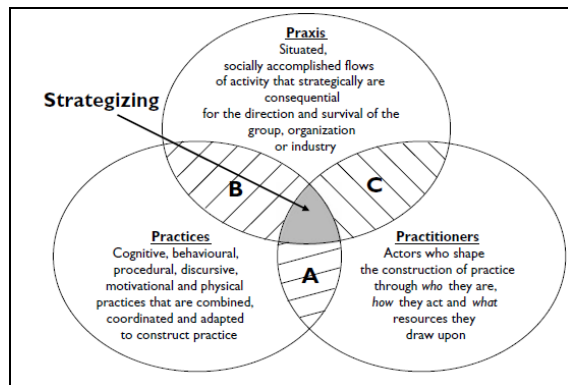 Praxis
Situated,
socially accomplished flows
of activity that strategically are
consequential
for the direction and survival of the
group, organization
or industry
Strategizing
B
C
A
Practices
Cognitive, behavioural,
procedural, discursive,
motivational and physical
practices that are combined,
coordinated and adapted
to construct practice
Practitioners
Actors who shape
the construction of practice
through who they are,
how they act and what
resources they
draw upon